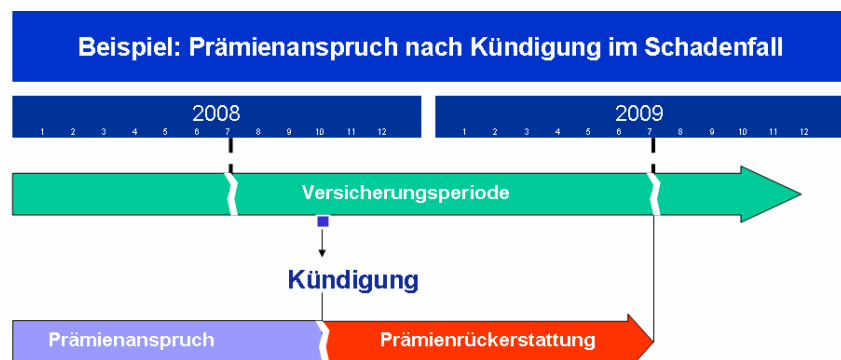 Beispiel: Prämienanspruch nach Kündigung im Schadenfall
2008 2009
1 2 3 4 5 6 7 8 9 10 11 12 1 2 3 4 5 6 7 8 9 10 11 12
Versicherungsperiode
Kündigung
Prämienanspruch Prämienrückerstattung